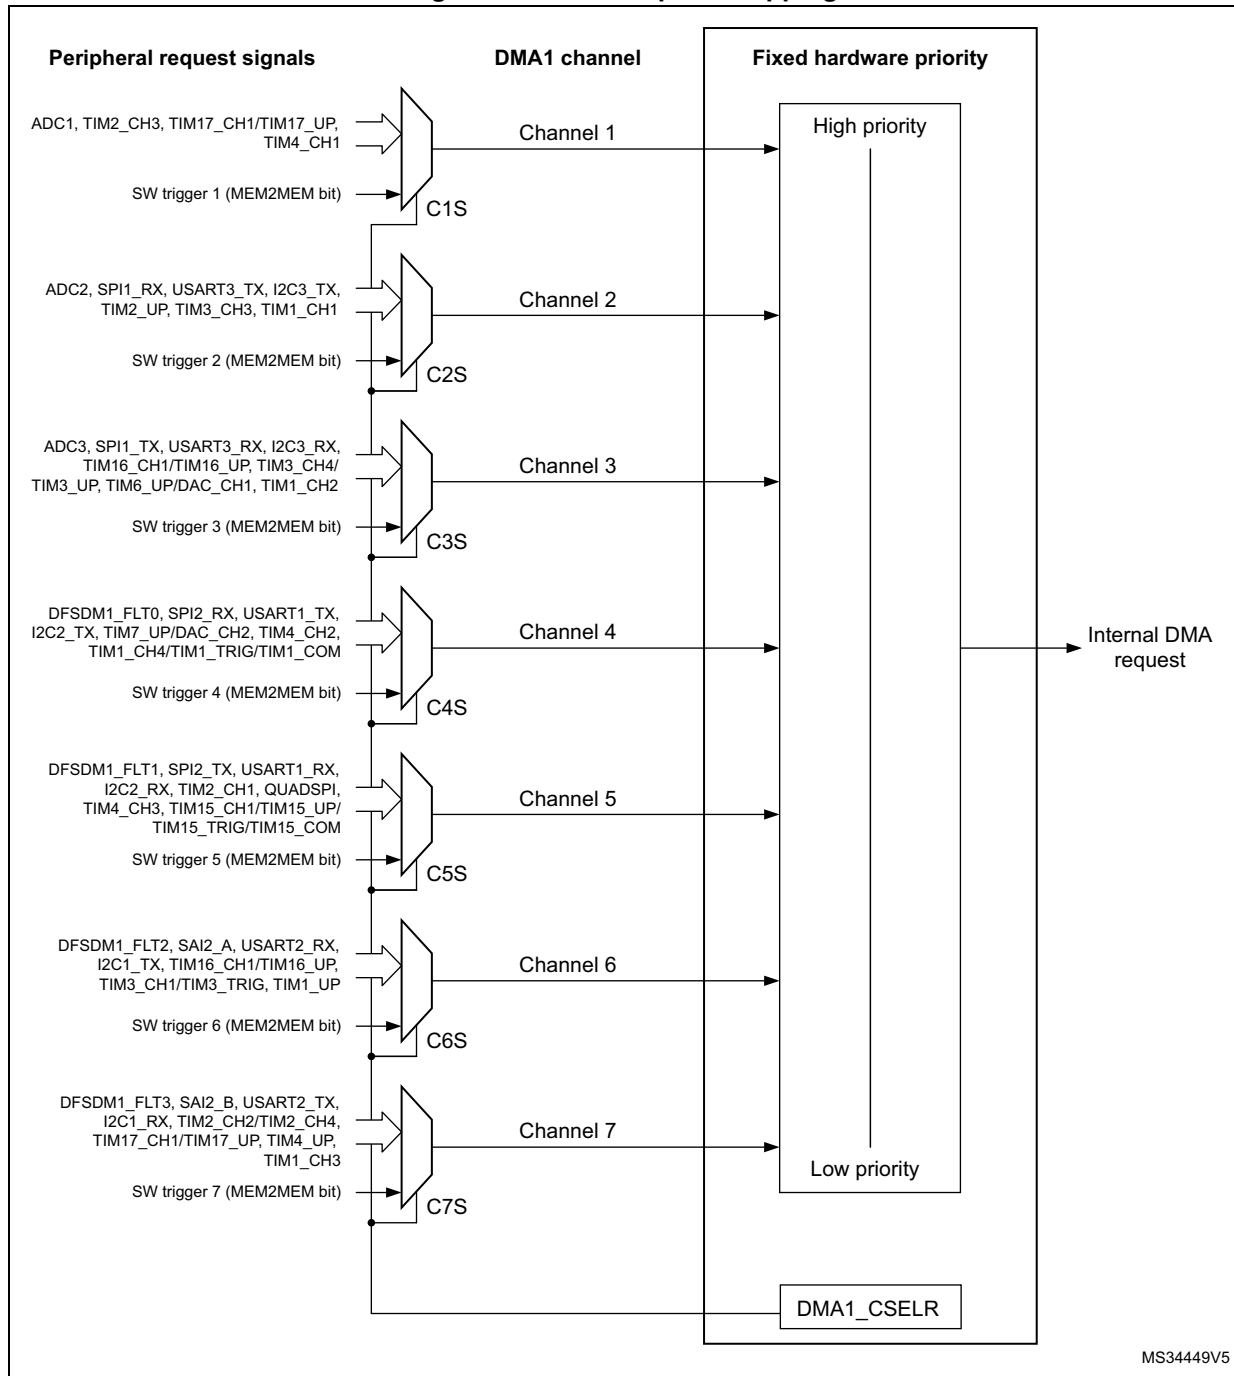 Peripheral request signals
DMA1 channel
Fixed hardware priority
ADC1, TIM2_CH3, TIM17_CH1/TIM17_UP,
TIM4_CH1
Channel 1
High priority
SW trigger 1 (MEM2MEM bit)
C1S
ADC2, SPI1_RX, USART3_TX, I2C3_TX,
TIM2_UP, TIM3_CH3, TIM1_CH1
Channel 2
SW trigger 2 (MEM2MEM bit)
C2S
ADC3, SPI1_TX, USART3_RX, I2C3_RX,
TIM16_CH1/TIM16_UP, TIM3_CH4/
TIM3_UP, TIM6_UP/DAC_CH1, TIM1_CH2
Channel 3
SW trigger 3 (MEM2MEM bit)
C3S
DFSDM1_FLT0, SPI2_RX, USART1_TX,
I2C2_TX, TIM7_UP/DAC_CH2, TIM4_CH2,
TIM1_CH4/TIM1_TRIG/TIM1_COM
Channel 4
Internal DMA
request
SW trigger 4 (MEM2MEM bit)
C4S
DFSDM1_FLT1, SPI2_TX, USART1_RX,
I2C2_RX, TIM2_CH1, QUADSPI,
TIM4_CH3, TIM15_CH1/TIM15_UP/
TIM15_TRIG/TIM15_COM
Channel 5
SW trigger 5 (MEM2MEM bit)
C5S
DFSDM1_FLT2, SAI2_A, USART2_RX,
I2C1_TX, TIM16_CH1/TIM16_UP,
TIM3_CH1/TIM3_TRIG, TIM1_UP
Channel 6
SW trigger 6 (MEM2MEM bit)
C6S
DFSDM1_FLT3, SAI2_B, USART2_TX,
I2C1_RX, TIM2_CH2/TIM2_CH4,
TIM17_CH1/TIM17_UP, TIM4_UP,
TIM1_CH3
Channel 7
Low priority
SW trigger 7 (MEM2MEM bit)
C7S
DMA1_CSELR
MS34449V5